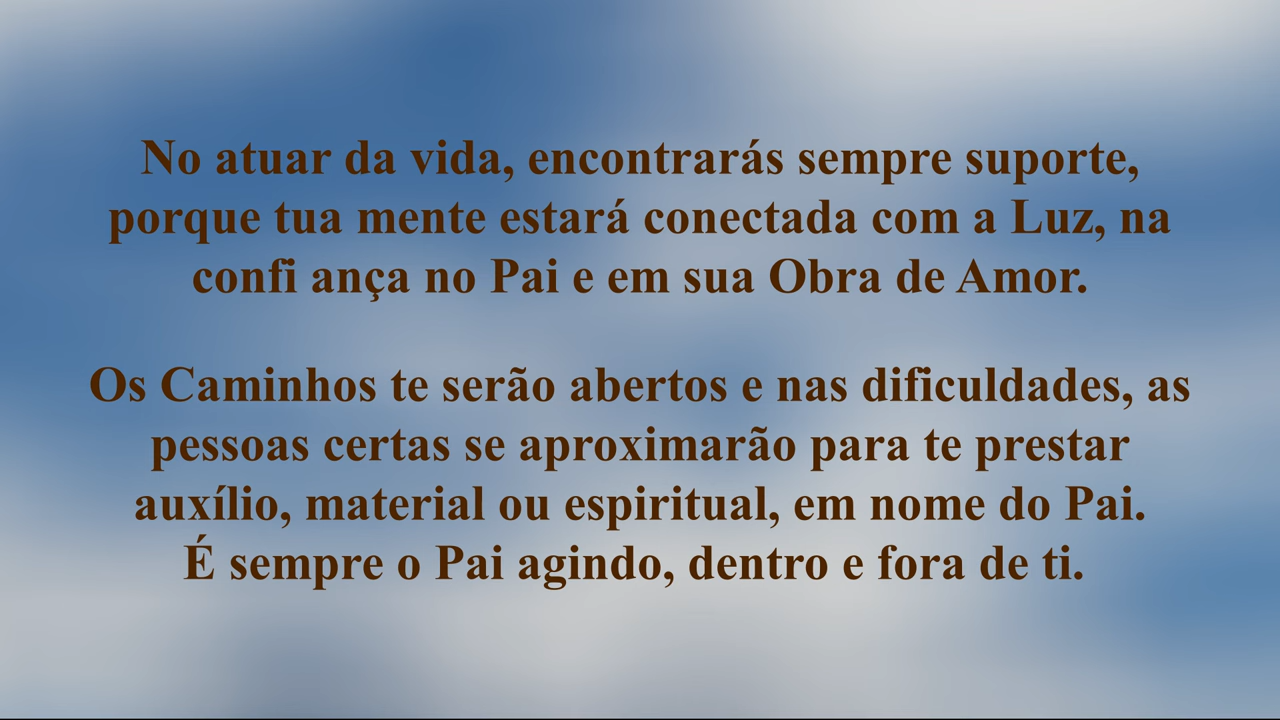 No atuar da vida, encontrarás sempre suporte,
porque tua mente estará conectada com a Luz, na
confi ança no Pai e em sua Obra de Amor.
Os Caminhos te serão abertos e nas dificuldades, as
pessoas certas se aproximarão para te prestar
auxílio, material ou espiritual, em nome do Pai.
É sempre o Pai agindo, dentro e fora de ti.